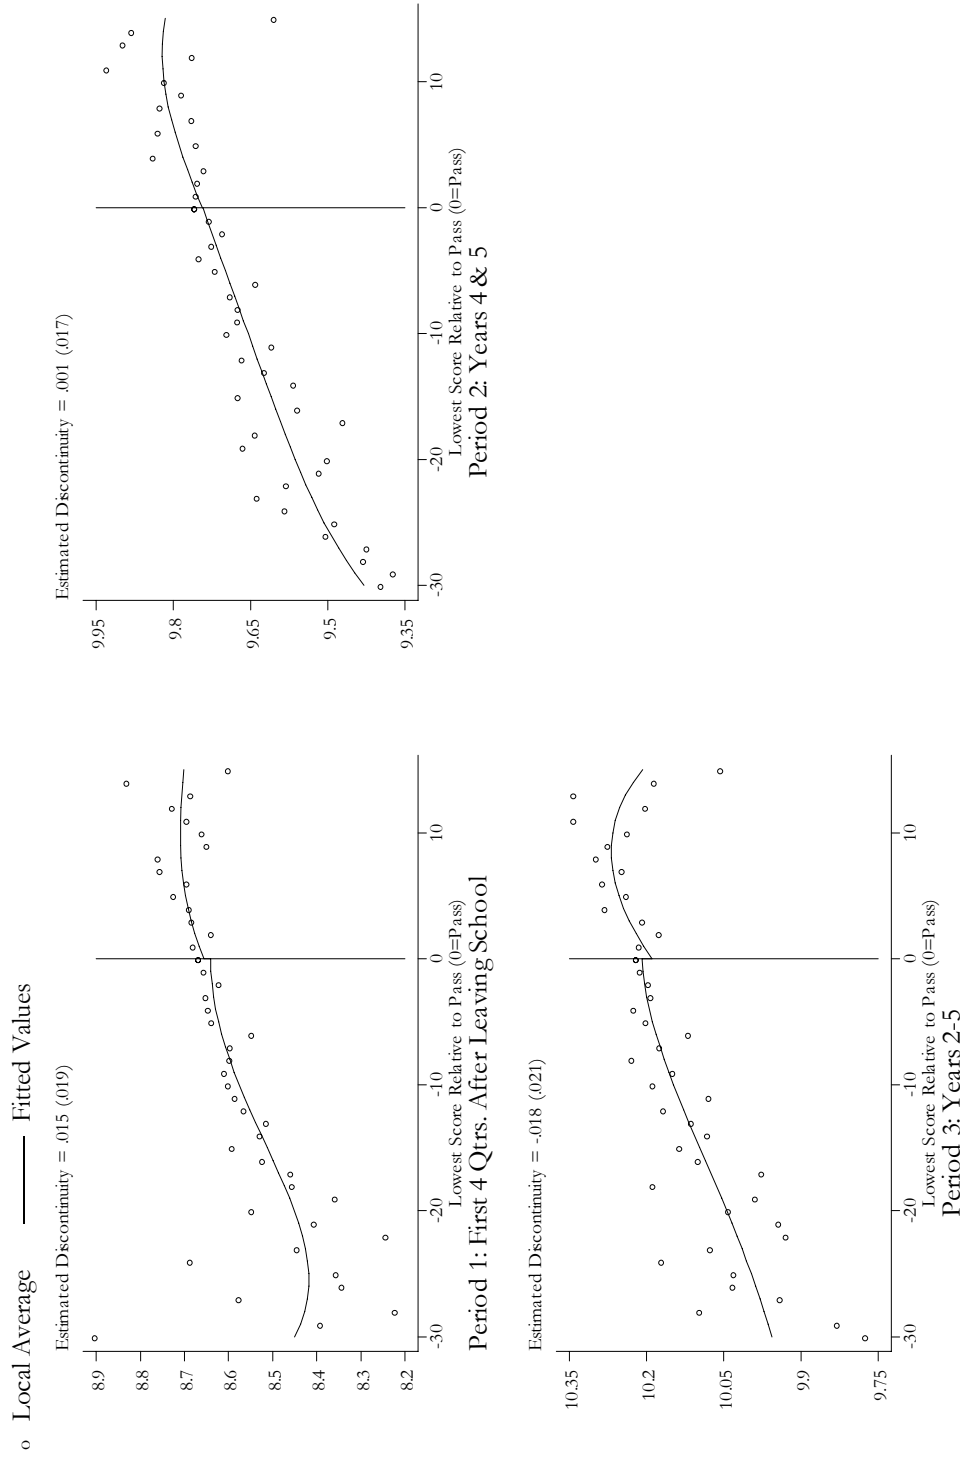 o Local Average Fitted Values
Estimated Discontinuity = .015 (.019)
8.9
8.8
8.7
8.6
8.5
8.4
8.3
8.2
-30 -20 -10 0 10
Lowest Score Relative to Pass (0=Pass)
Period 1: First 4 Qtrs. After Leaving School
Estimated Discontinuity = .001 (.017)
9.95
9.8
9.65
9.5
9.35
-30 -20 -10 0 10
Lowest Score Relative to Pass (0=Pass)
Period 2: Years 4 & 5
Estimated Discontinuity = -.018 (.021)
10.35
10.2
10.05
9.9
9.75
-30 -20 -10 0 10
Lowest Score Relative to Pass (0=Pass)
Period 3: Years 2-5